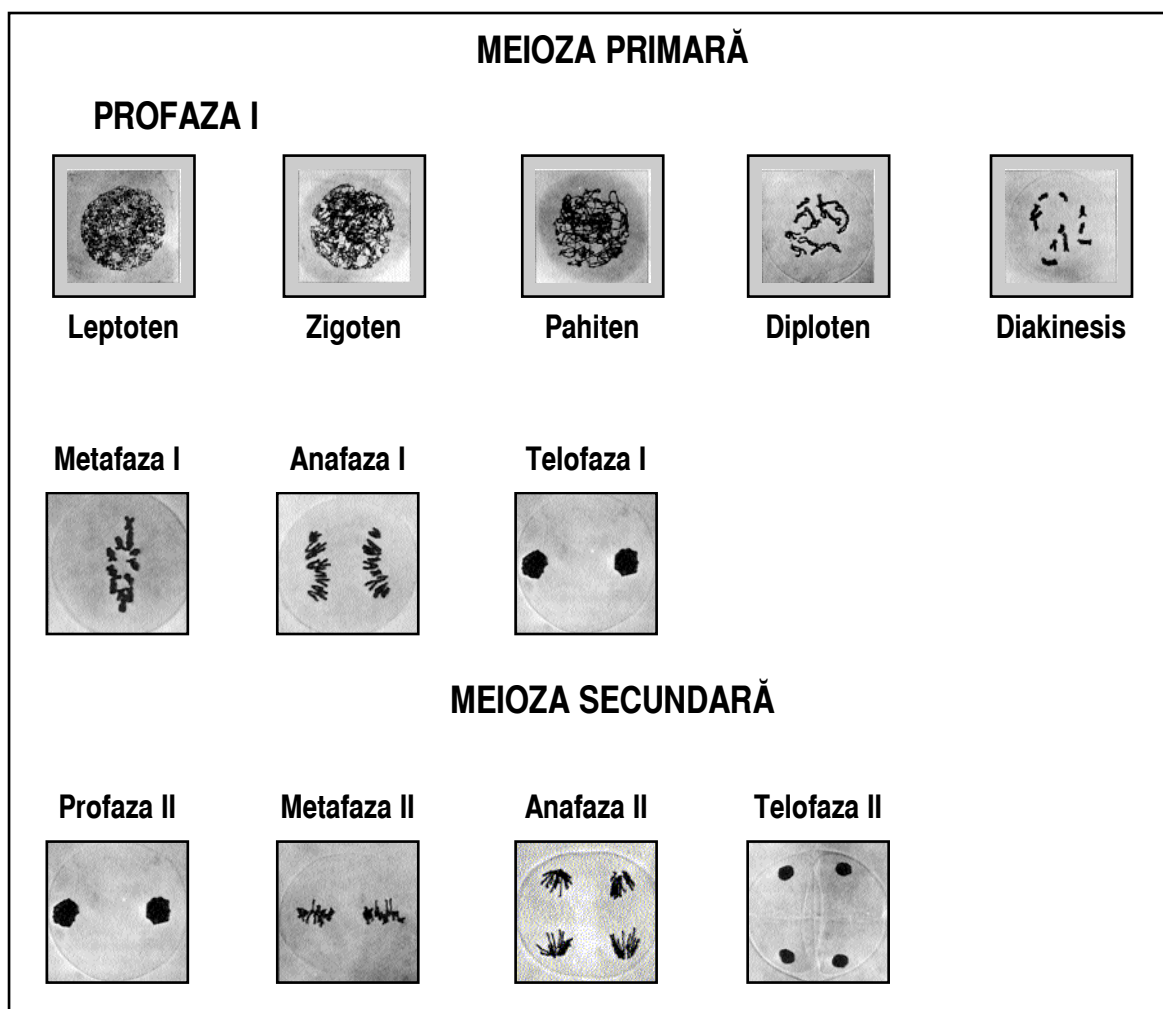 MEIOZA PRIMARĂ
PROFAZA I
Leptoten Zigoten Pahiten Diploten Diakinesis
Metafaza I Anafaza I Telofaza I
MEIOZA SECUNDARĂ
Profaza II Metafaza II Anafaza II Telofaza II